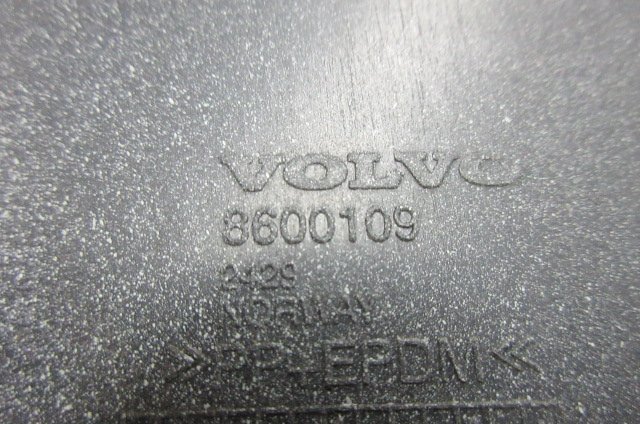 VOLVO
8600109
2429
NORWAY
>PP+EPDM<